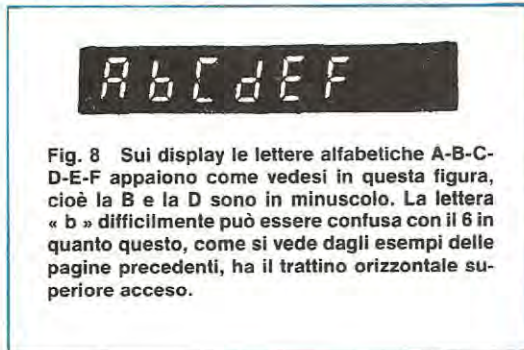 AbCdEF
Fig. 8 Sui display le lettere alfabetiche A-B-C-
D-E-F appaiono come vedesi in questa figura,
cioè la B e la D sono in minuscolo. La lettera
« b » difficilmente può essere confusa con il 6 in
quanto questo, come si vede dagli esempi delle
pagine precedenti, ha il trattino orizzontale su-
periore acceso.